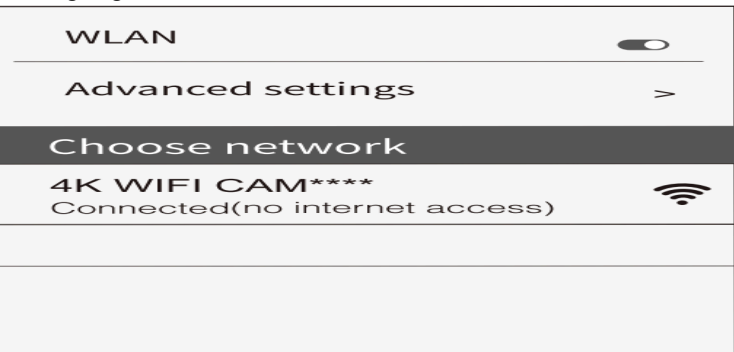 WLAN
Advanced settings >
Choose network
4K WIFI CAM****
Connected(no internet access)